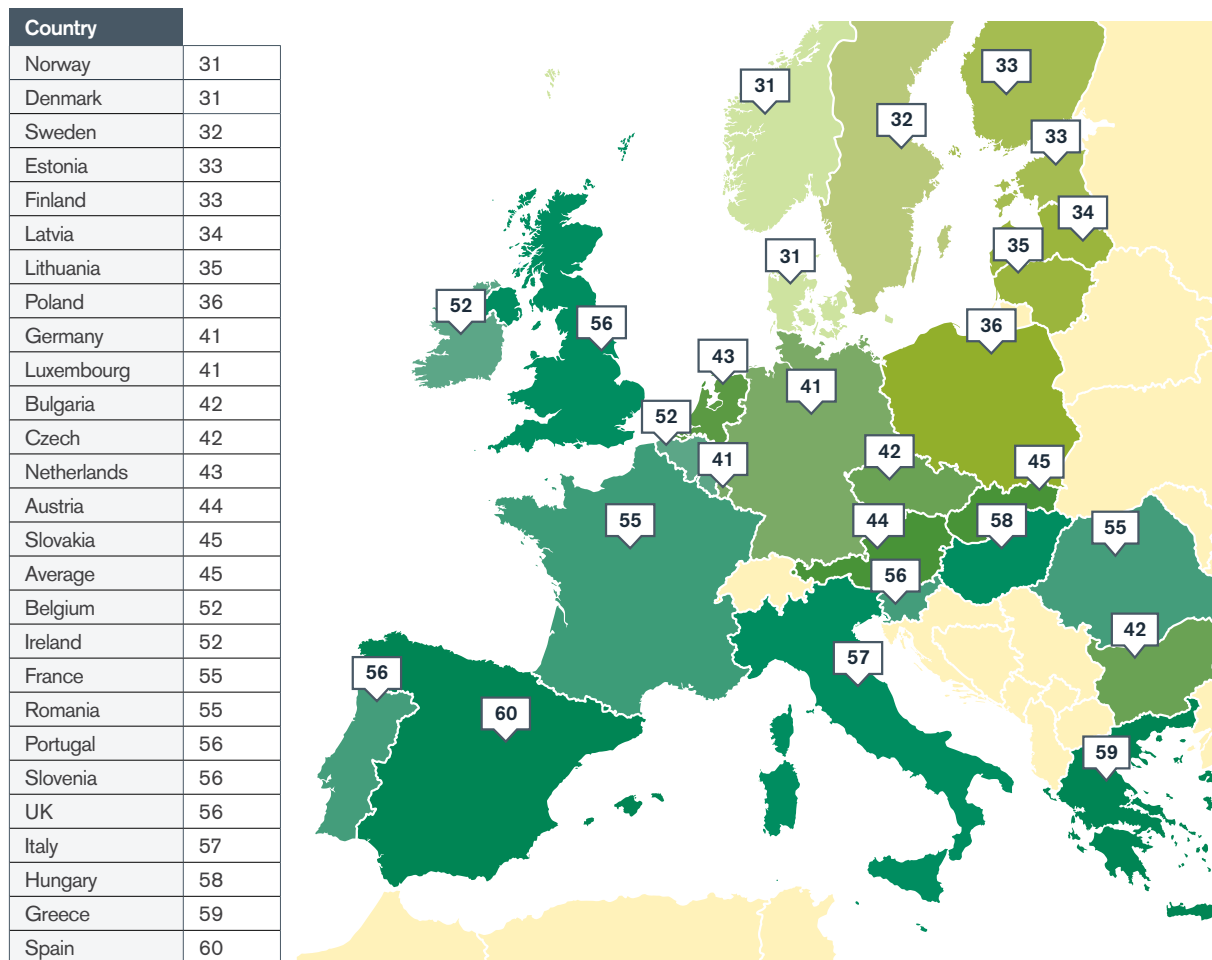 Country
Norway 31
Denmark 31
Sweden 32
Estonia 33
Finland 33
Latvia 34
Lithuania 35
Poland 36
Germany 41
Luxembourg 41
Bulgaria 42
Czech 42
Netherlands 43
Austria 44
Slovakia 45
Average 45
Belgium 52
Ireland 52
France 55
Romania 55
Portugal 56
Slovenia 56
UK 56
Italy 57
Hungary 58
Greece 59
Spain 60
33
31
32
33
34
35
31
52
56
36
43
41
52
42
41
45
55
44
58
55
56
42
57
56
60
59